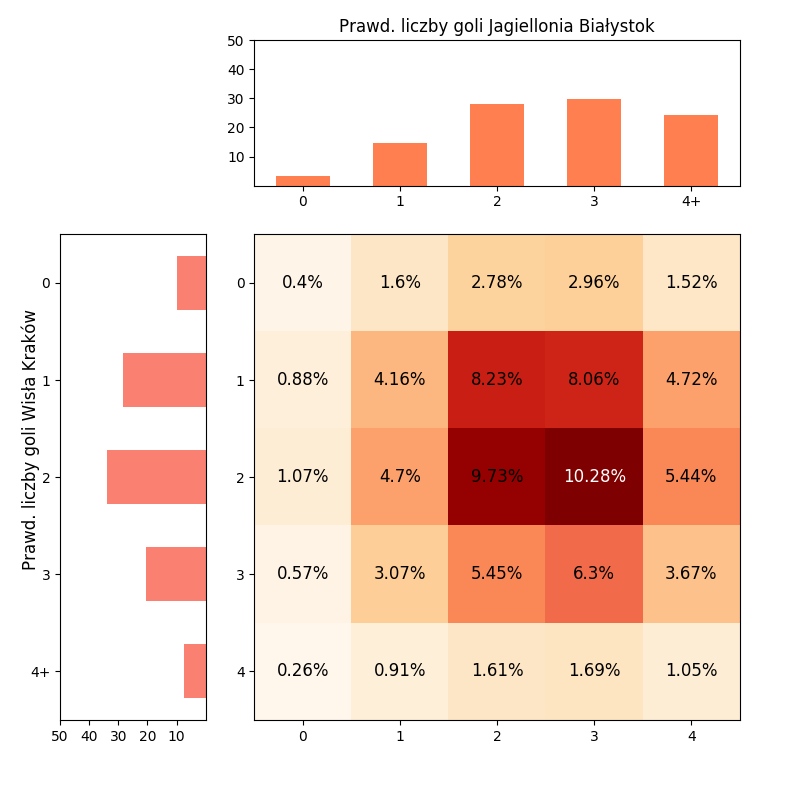 Prawd. liczby goli Jagiellonia Białystok
50
40
30
20
10
0 1 2 3 4+
Prawd. liczby goli Wisła Kraków
0
1
2
3
4+
50 40 30 20 10
0 0.4% 1.6% 2.78% 2.96% 1.52%
1 0.88% 4.16% 8.23% 8.06% 4.72%
2 1.07% 4.7% 9.73% 10.28% 5.44%
3 0.57% 3.07% 5.45% 6.3% 3.67%
4 0.26% 0.91% 1.61% 1.69% 1.05%
0 1 2 3 4